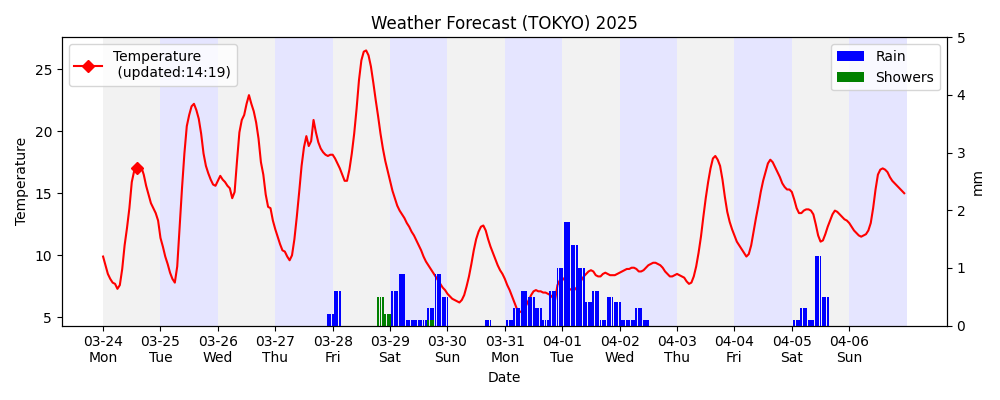 Weather Forecast (TOKYO) 2025
Temperature
(updated:14:19)
Rain
Showers
Temperature
25
20
15
10
5
5
4
3
2
1
0
mm
03-24 03-25 03-26 03-27 03-28 03-29 03-30 03-31 04-01 04-02 04-03 04-04 04-05 04-06
Mon Tue Wed Thu Fri Sat Sun Mon Tue Wed Thu Fri Sat Sun
Date